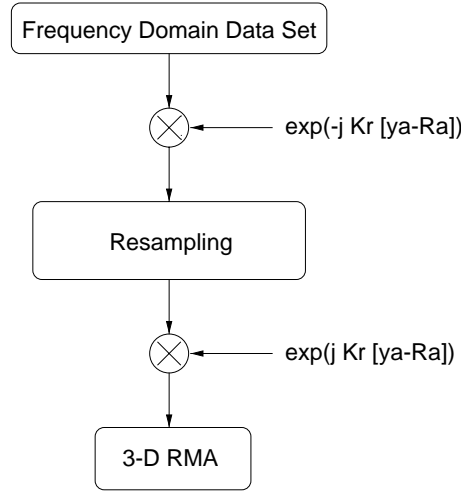 Frequency Domain Data Set
exp(-j Kr [ya-Ra])
Resampling
exp(j Kr [ya-Ra])
3-D RMA